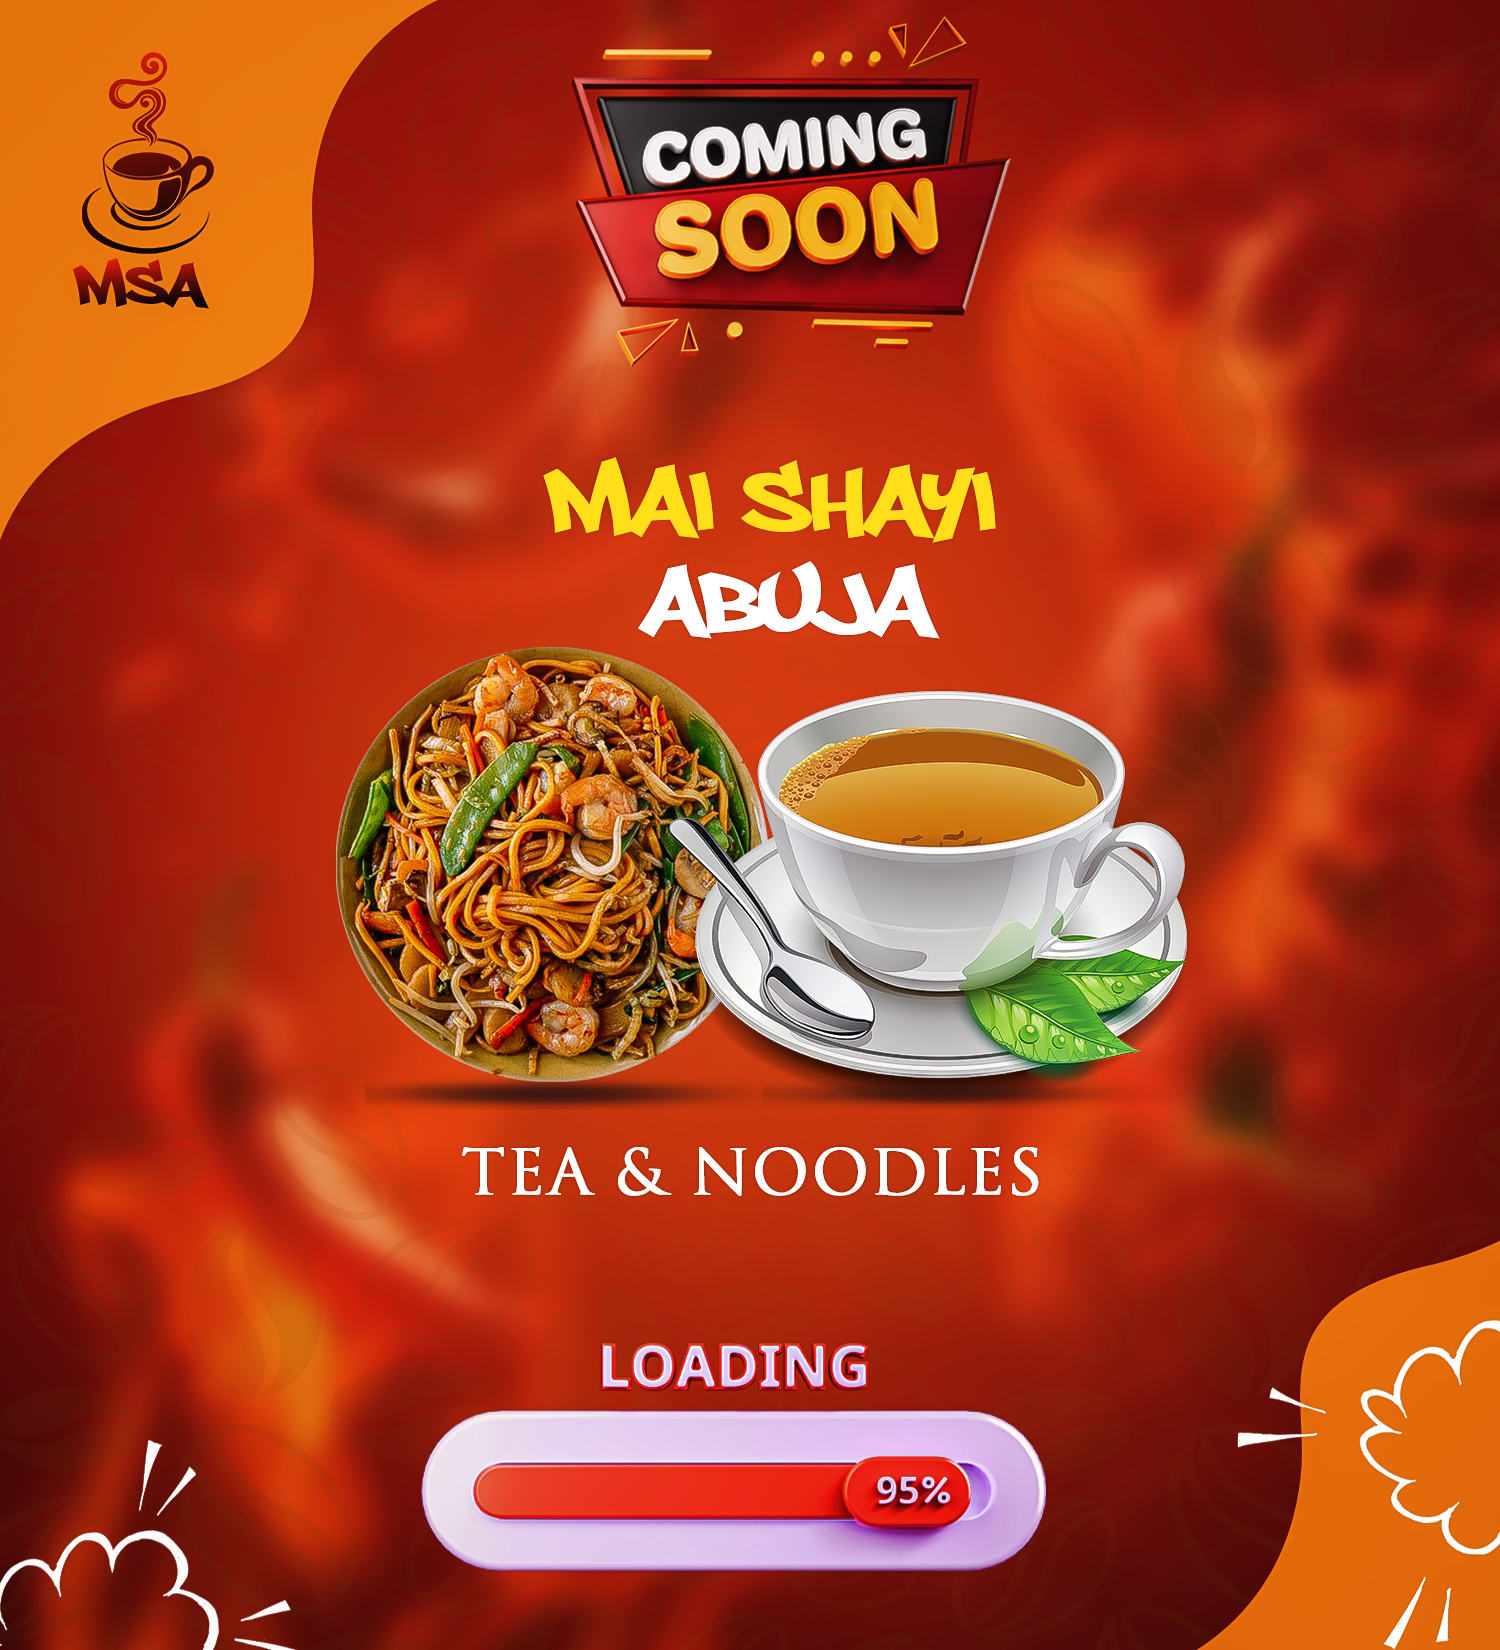 MSA
COMING
SOON
MAI SHAYI
ABUJA
TEA & NOODLES
LOADING
95%